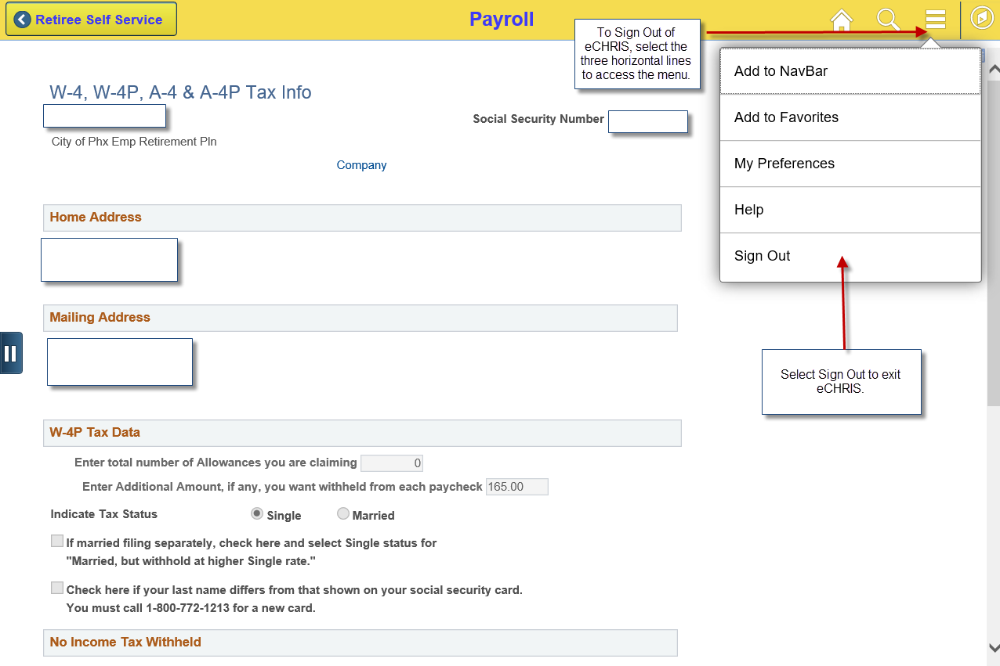 Retiree Self Service
Payroll
To Sign Out of
eCHRIS, select the
three horizontal lines
to access the menu.
Add to NavBar
Add to Favorites
My Preferences
Help
Sign Out
W-4, W-4P, A-4 & A-4P Tax Info
Social Security Number
City of Phx Emp Retirement Pln
Company
Home Address
Mailing Address
Select Sign Out to exit
eCHRIS.
W-4P Tax Data
Enter total number of Allowances you are claiming 0
Enter Additional Amount, if any, you want withheld from each paycheck 165.00
Indicate Tax Status Single Married
If married filing separately, check here and select Single status for
"Married, but withhold at higher Single rate."
Check here if your last name differs from that shown on your social security card.
You must call 1-800-772-1213 for a new card.
No Income Tax Withheld